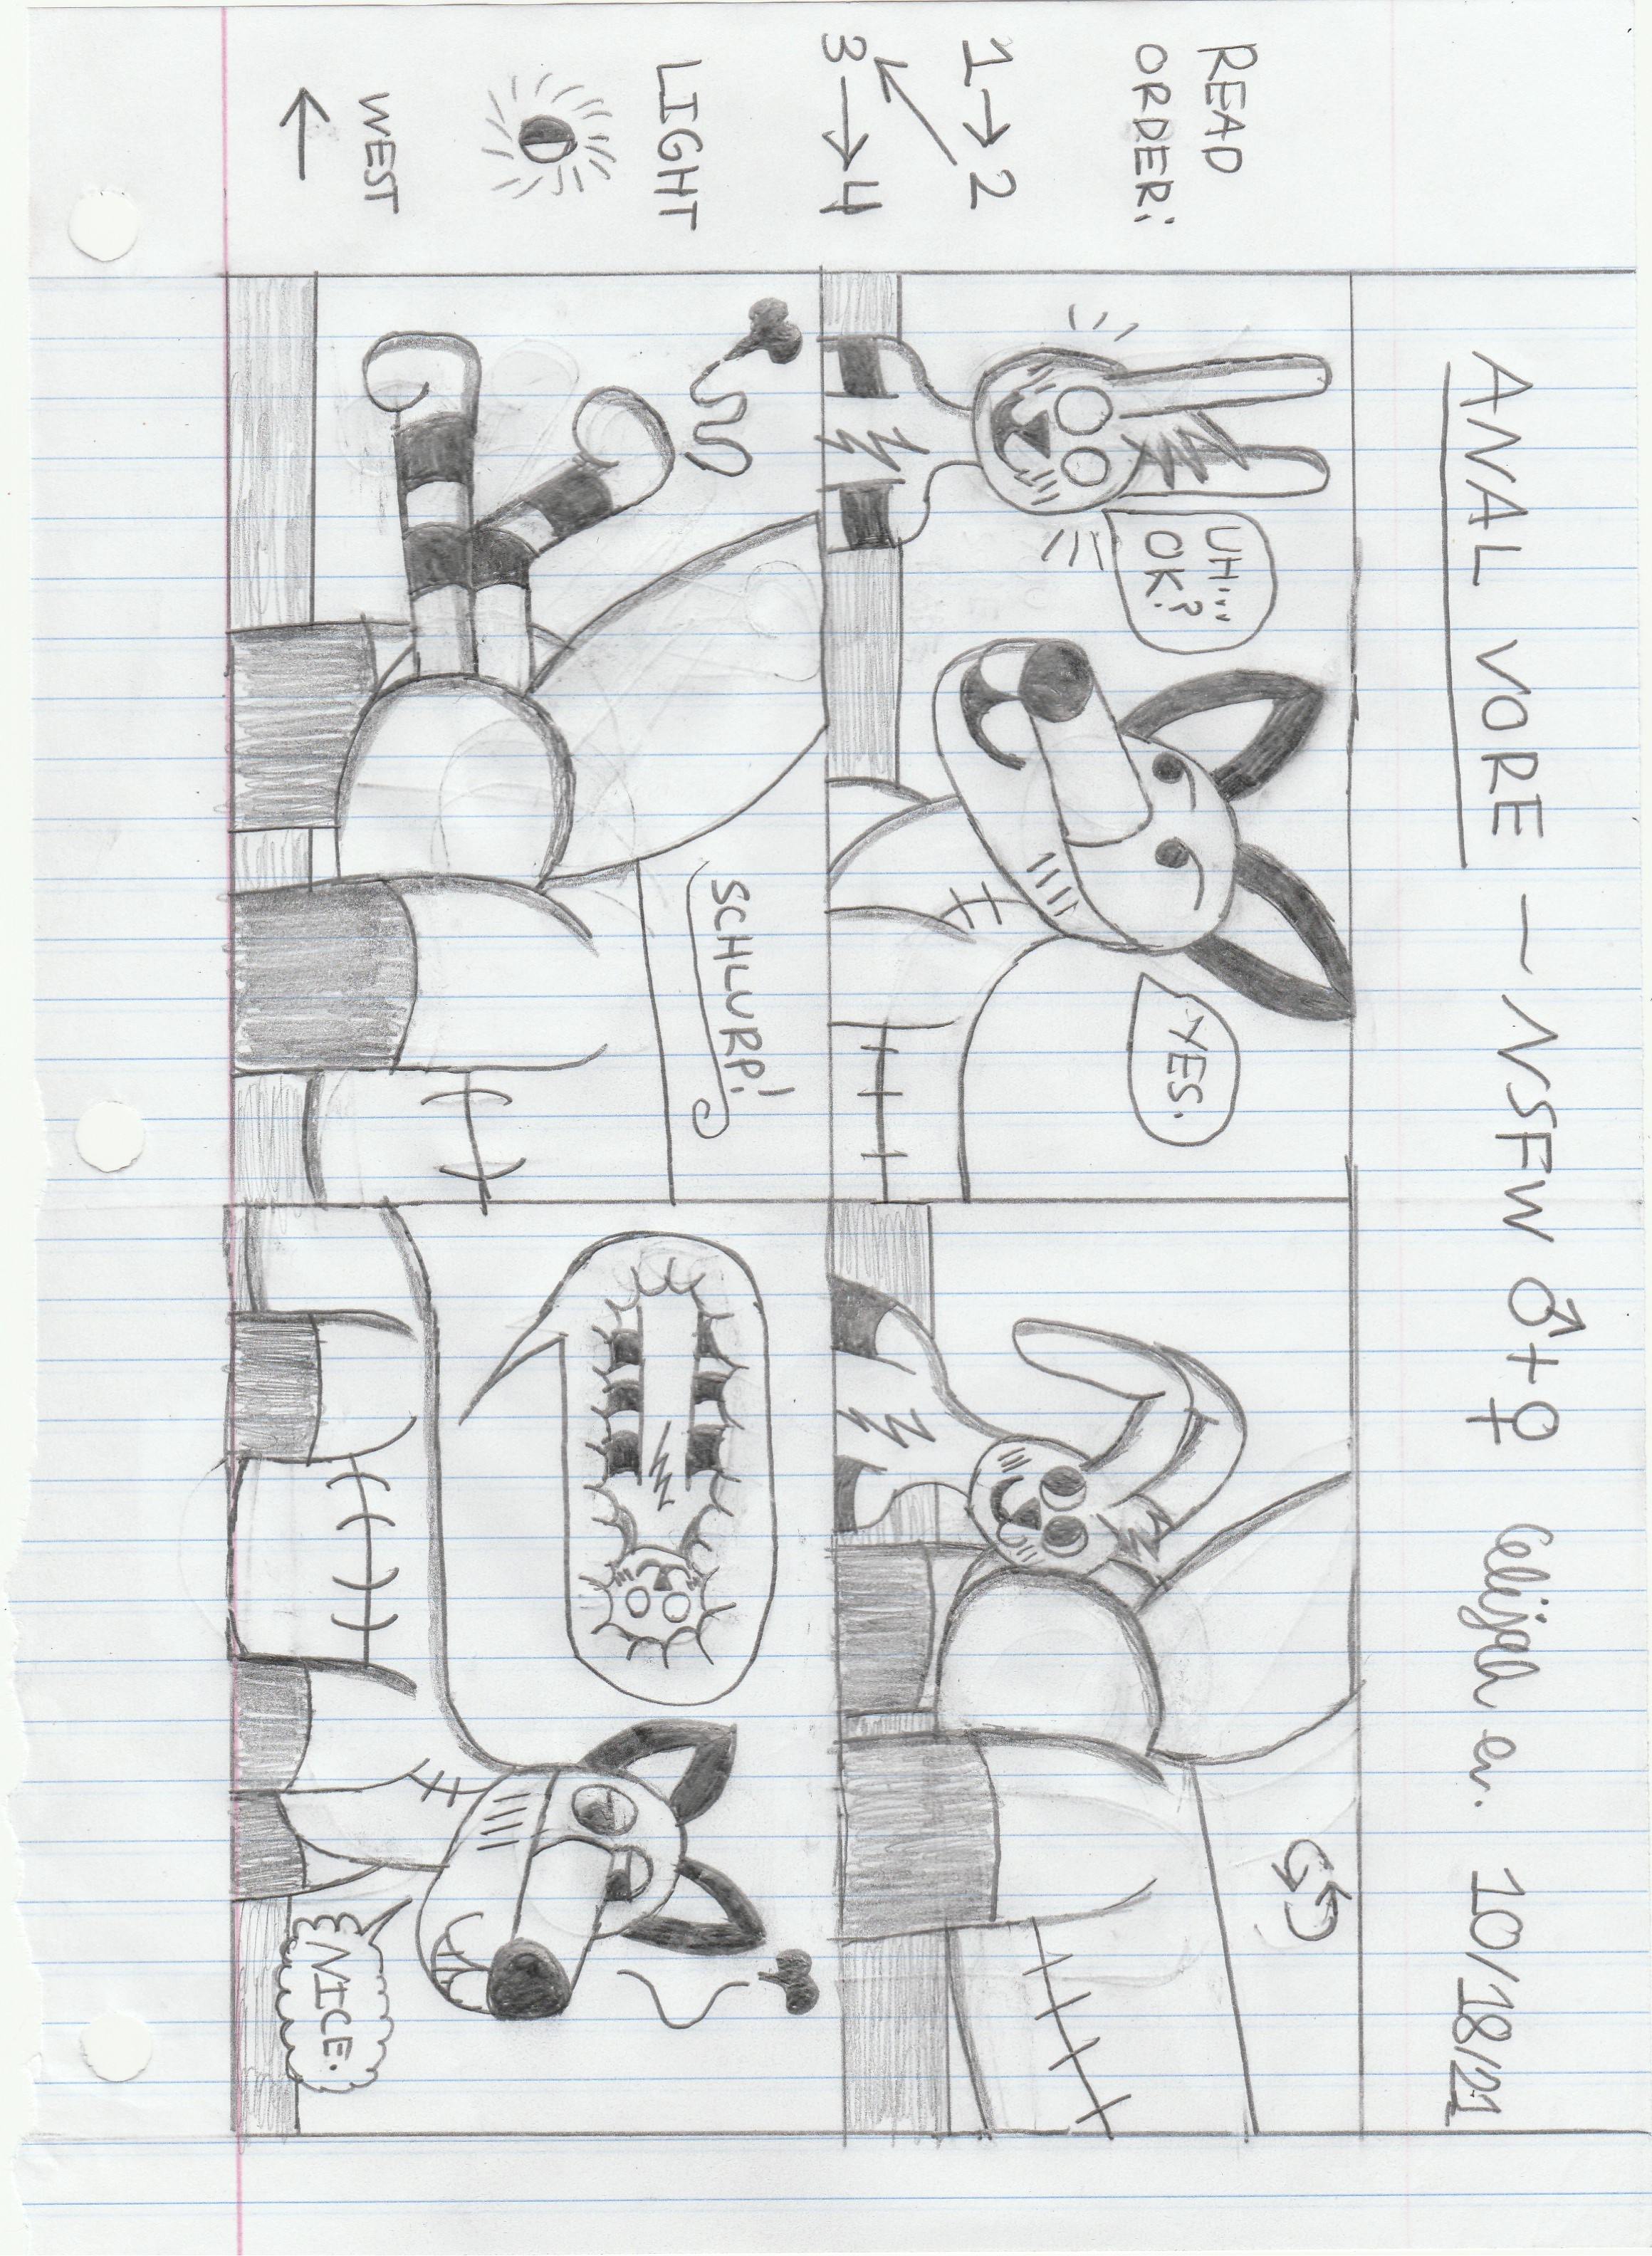 ANAL VORE — NSFW ♂+♀ Elijah ev. 10/18/21
READ
ORDER:
1 → 2
3 → 4
LIGHT
WEST
←
UH...
OK?
YES.
SCHLURP!
NICE.